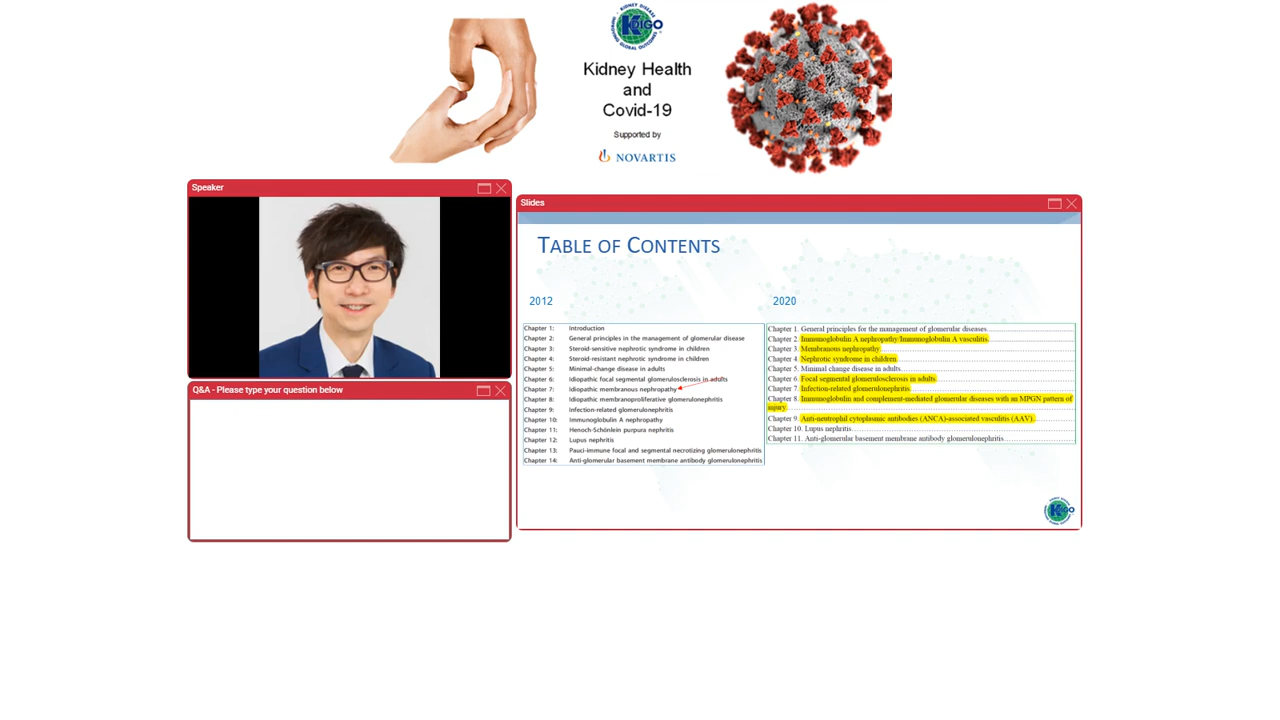 KIDNEY DISEASE
KDIGO
IMPROVING GLOBAL OUTCOMES
Kidney Health
and
Covid-19
Supported by
NOVARTIS
Speaker
Q&A - Please type your question below
Slides
TABLE OF CONTENTS
2012
Chapter 1: Introduction
Chapter 2: General principles in the management of glomerular disease
Chapter 3: Steroid-sensitive nephrotic syndrome in children
Chapter 4: Steroid-resistant nephrotic syndrome in children
Chapter 5: Minimal-change disease in adults
Chapter 6: Idiopathic focal segmental glomerulosclerosis in adults
Chapter 7: Idiopathic membranous nephropathy
Chapter 8: Idiopathic membranoproliferative glomerulonephritis
Chapter 9: Infection-related glomerulonephritis
Chapter 10: Immunoglobulin A nephropathy
Chapter 11: Henoch-Schönlein purpura nephritis
Chapter 12: Lupus nephritis
Chapter 13: Pauci-immune focal and segmental necrotizing glomerulonephritis
Chapter 14: Anti-glomerular basement membrane antibody glomerulonephritis
2020
Chapter 1. General principles for the management of glomerular diseases
Chapter 2. Immunoglobulin A nephropathy/Immunoglobulin A vasculitis
Chapter 3. Membranous nephropathy
Chapter 4. Nephrotic syndrome in children
Chapter 5. Minimal change disease in adults
Chapter 6. Focal segmental glomerulosclerosis in adults
Chapter 7. Infection-related glomerulonephritis
Chapter 8. Immunoglobulin and complement-mediated glomerular diseases with an MPGN pattern of
injury
Chapter 9. Anti-neutrophil cytoplasmic antibodies (ANCA)-associated vasculitis (AAV)
Chapter 10. Lupus nephritis
Chapter 11. Anti-glomerular basement membrane antibody glomerulonephritis
KDIGO